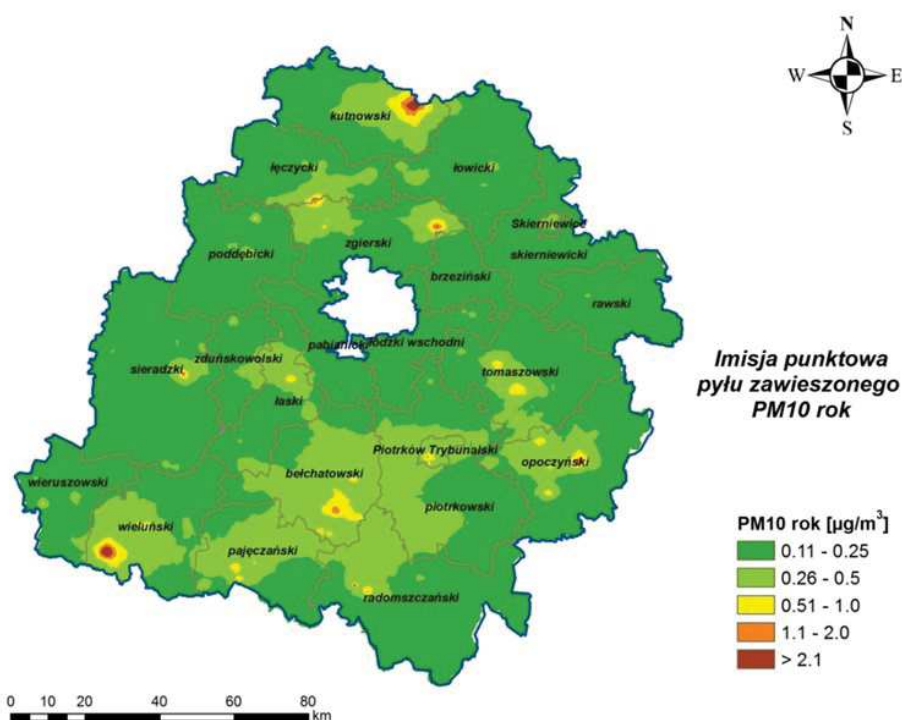 N
W E
S
kutnowski
łęczycki
łowicki
Skierniewice
zgierski
skierniewicki
poddębicki
brzeziński
rawski
pabianicki
łódzki wschodni
zduńskowolski
sieradzki
tomaszowski
łaski
Piotrków Trybunalski
opoczyński
bełchatowski
wieruszowski
piotrkowski
wieluński
pajęczański
radomszczański
Imisja punktowa
pyłu zawieszonego
PM10 rok
PM10 rok [µg/m³]
0.11 - 0.25
0.26 - 0.5
0.51 - 1.0
1.1 - 2.0
> 2.1
0 10 20 40 60 80
km